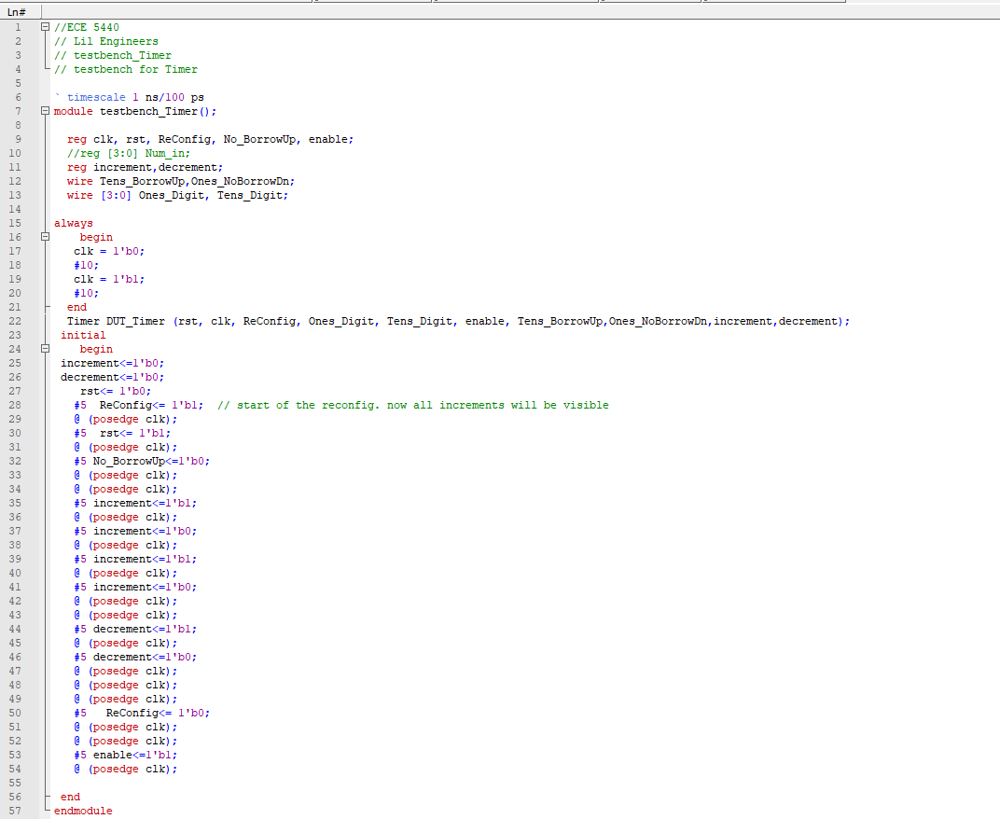 Ln#
1 //ECE 5440
2 // Lil Engineers
3 // testbench_Timer
4 // testbench for Timer
5
6 ` timescale 1 ns/100 ps
7 module testbench_Timer();
8
9 reg clk, rst, ReConfig, No_BorrowUp, enable;
10 //reg [3:0] Num_in;
11 reg increment,decrement;
12 wire Tens_BorrowUp,Ones_NoBorrowDn;
13 wire [3:0] Ones_Digit, Tens_Digit;
14
15 always
16 begin
17 clk = 1'b0;
18 #10;
19 clk = 1'b1;
20 #10;
21 end
22 Timer DUT_Timer (rst, clk, ReConfig, Ones_Digit, Tens_Digit, enable, Tens_BorrowUp,Ones_NoBorrowDn,increment,decrement);
23 initial
24 begin
25 increment<=1'b0;
26 decrement<=1'b0;
27 rst<= 1'b0;
28 #5 ReConfig<= 1'b1; // start of the reconfig. now all increments will be visible
29 @ (posedge clk);
30 #5 rst<= 1'b1;
31 @ (posedge clk);
32 #5 No_BorrowUp<=1'b0;
33 @ (posedge clk);
34 @ (posedge clk);
35 #5 increment<=1'b1;
36 @ (posedge clk);
37 #5 increment<=1'b0;
38 @ (posedge clk);
39 #5 increment<=1'b1;
40 @ (posedge clk);
41 #5 increment<=1'b0;
42 @ (posedge clk);
43 @ (posedge clk);
44 #5 decrement<=1'b1;
45 @ (posedge clk);
46 #5 decrement<=1'b0;
47 @ (posedge clk);
48 @ (posedge clk);
49 @ (posedge clk);
50 #5 ReConfig<= 1'b0;
51 @ (posedge clk);
52 @ (posedge clk);
53 #5 enable<=1'b1;
54 @ (posedge clk);
55
56 end
57 endmodule